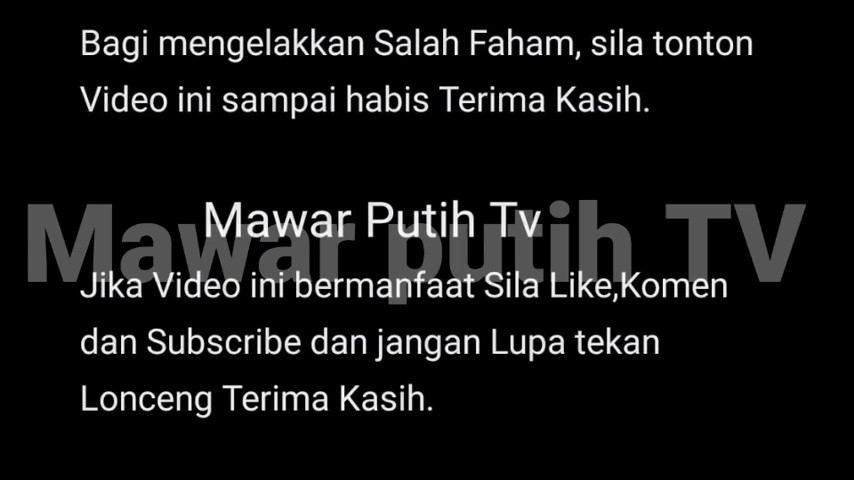 Bagi mengelakkan Salah Faham, sila tonton
Video ini sampai habis Terima Kasih.
Mawar Putih Tv
Mawar putih TV
Jika Video ini bermanfaat Sila Like,Komen
dan Subscribe dan jangan Lupa tekan
Lonceng Terima Kasih.